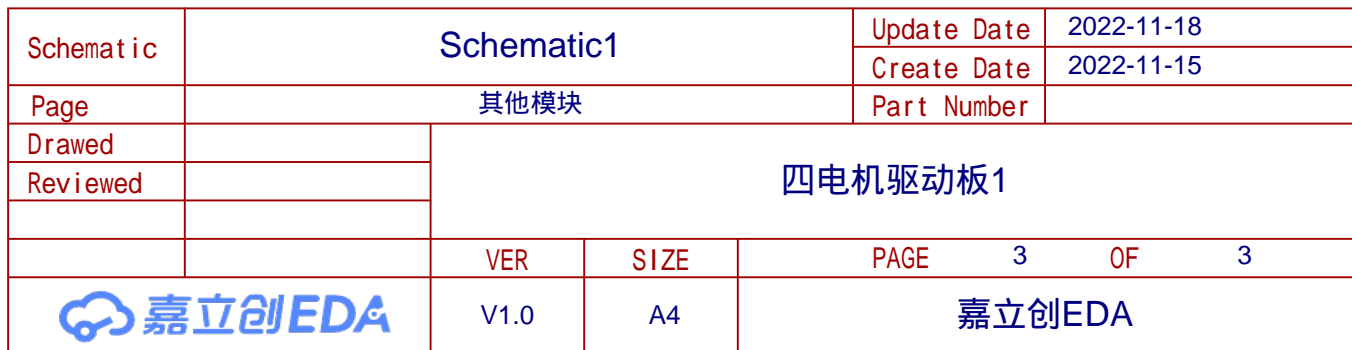 Schematic Schematic1 Update Date 2022-11-18
Create Date 2022-11-15
Page 其他模块 Part Number
Drawed
Reviewed 四电机驱动板1
VER SIZE PAGE 3 OF 3
嘉立创EDA V1.0 A4 嘉立创EDA